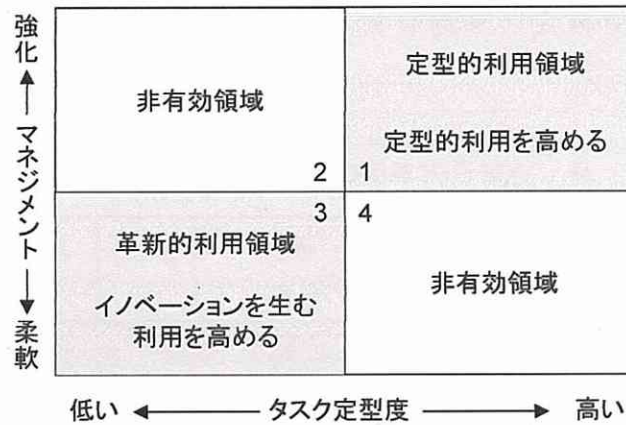 強化 ← マネジメント → 柔軟
非有効領域
2
定型的利用領域
定型的利用を高める
1
3
革新的利用領域
イノベーションを生む
利用を高める
4
非有効領域
低い ← タスク定型度 → 高い